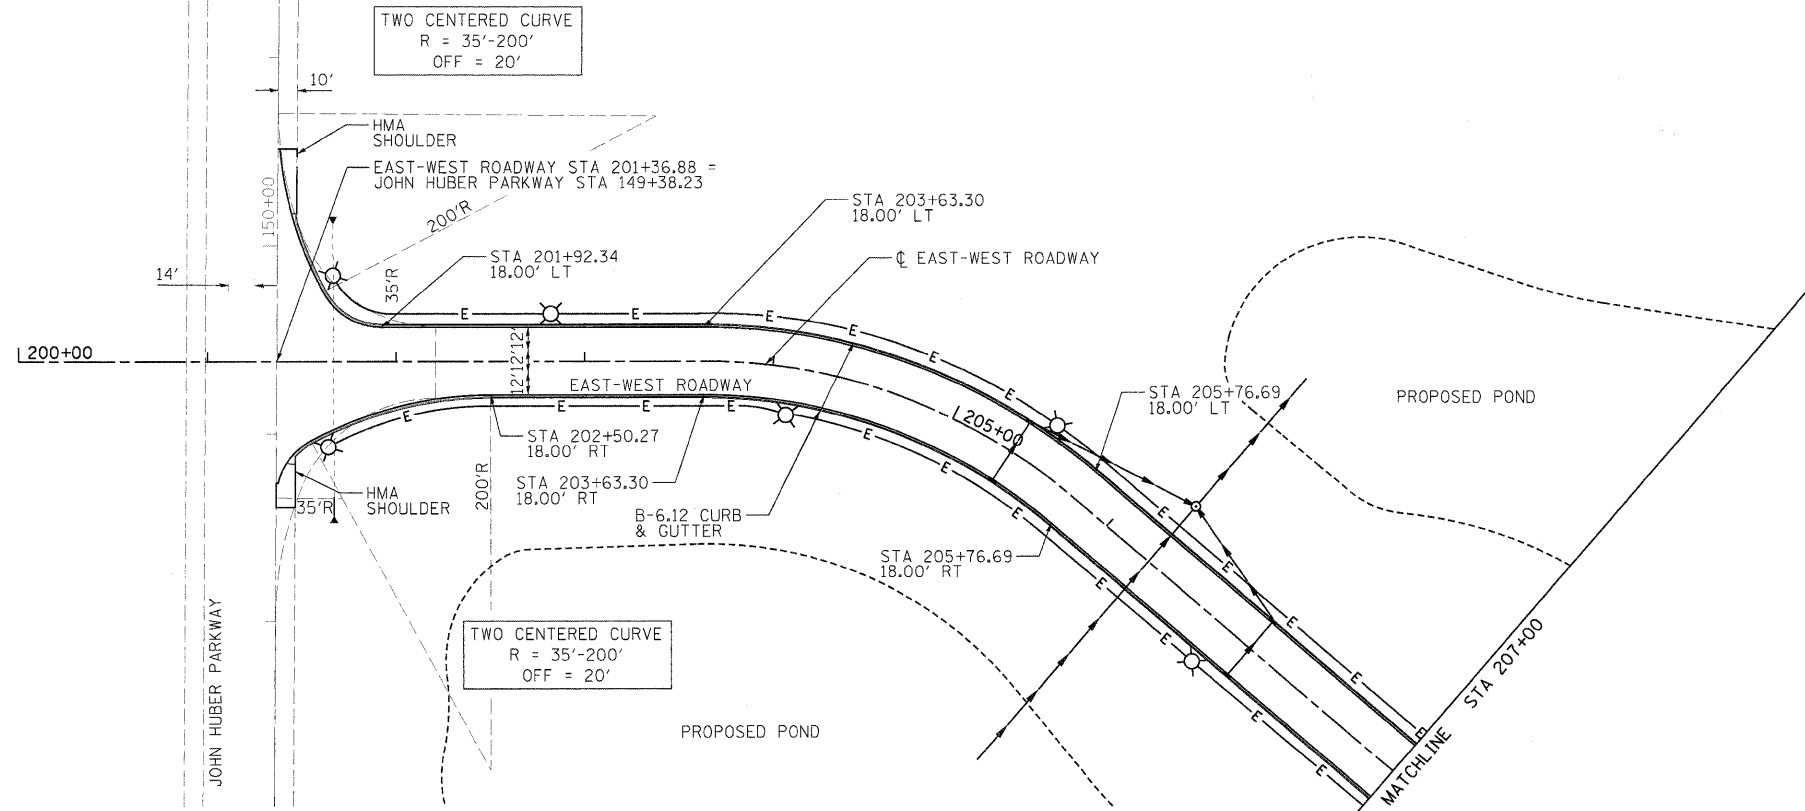 TWO CENTERED CURVE
R = 35'-200'
OFF = 20'
10'
HMA
SHOULDER
EAST-WEST ROADWAY STA 201+36.88 =
JOHN HUBER PARKWAY STA 149+38.23
150+00
200'R
STA 203+63.30
18.00' LT
STA 201+92.34
18.00' LT
35'R
℄ EAST-WEST ROADWAY
14'
E
E
E
E
E
E
200+00
12'12'12'
EAST-WEST ROADWAY
E
E
E
E
E
E
E
STA 205+76.69
18.00' LT
PROPOSED POND
205+00
STA 202+50.27
18.00' RT
STA 203+63.30
18.00' RT
200'R
HMA
SHOULDER
35'R
B-6.12 CURB
& GUTTER
STA 205+76.69
18.00' RT
E
E
E
E
E
E
E
E
E
E
JOHN HUBER PARKWAY
TWO CENTERED CURVE
R = 35'-200'
OFF = 20'
PROPOSED POND
MATCHLINE STA 207+00